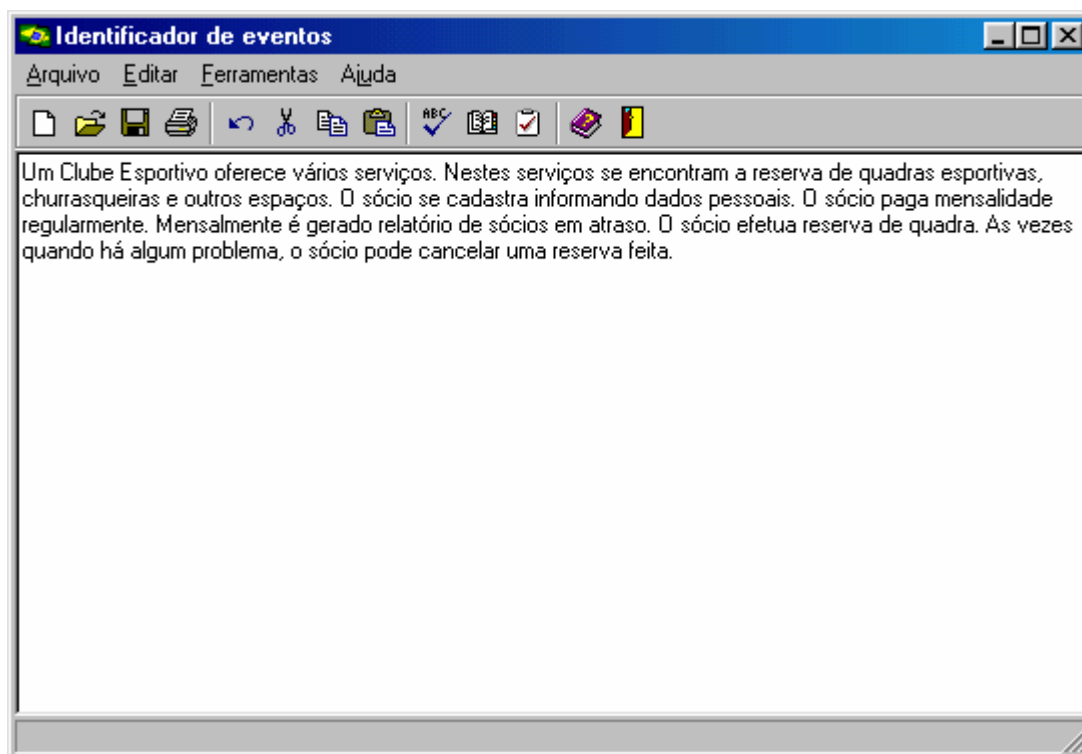 Identificador de eventos
Arquivo Editar Ferramentas Ajuda
ABC
Um Clube Esportivo oferece vários serviços. Nestes serviços se encontram a reserva de quadras esportivas,
churrasqueiras e outros espaços. O sócio se cadastra informando dados pessoais. O sócio paga mensalidade
regularmente. Mensalmente é gerado relatório de sócios em atraso. O sócio efetua reserva de quadra. As vezes
quando há algum problema, o sócio pode cancelar uma reserva feita.